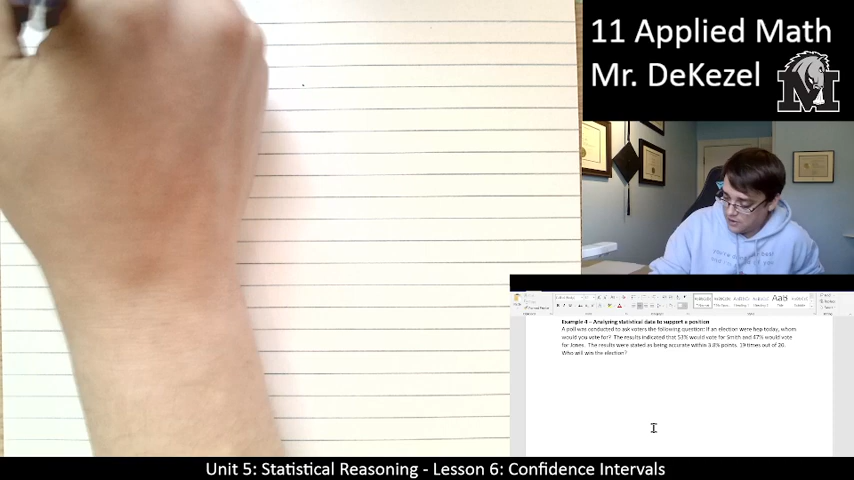 11 Applied Math
Mr. DeKezel
M
Example 4 – Analyzing statistical data to support a position
A poll was conducted to ask voters the following question: If an election were hep today, whom
would you vote for?  The results indicated that 53% would vote for Smith and 47% would vote
for Jones.  The results were stated as being accurate within 3.8% points, 19 times out of 20.
Who will win the election?
Unit 5: Statistical Reasoning - Lesson 6: Confidence Intervals